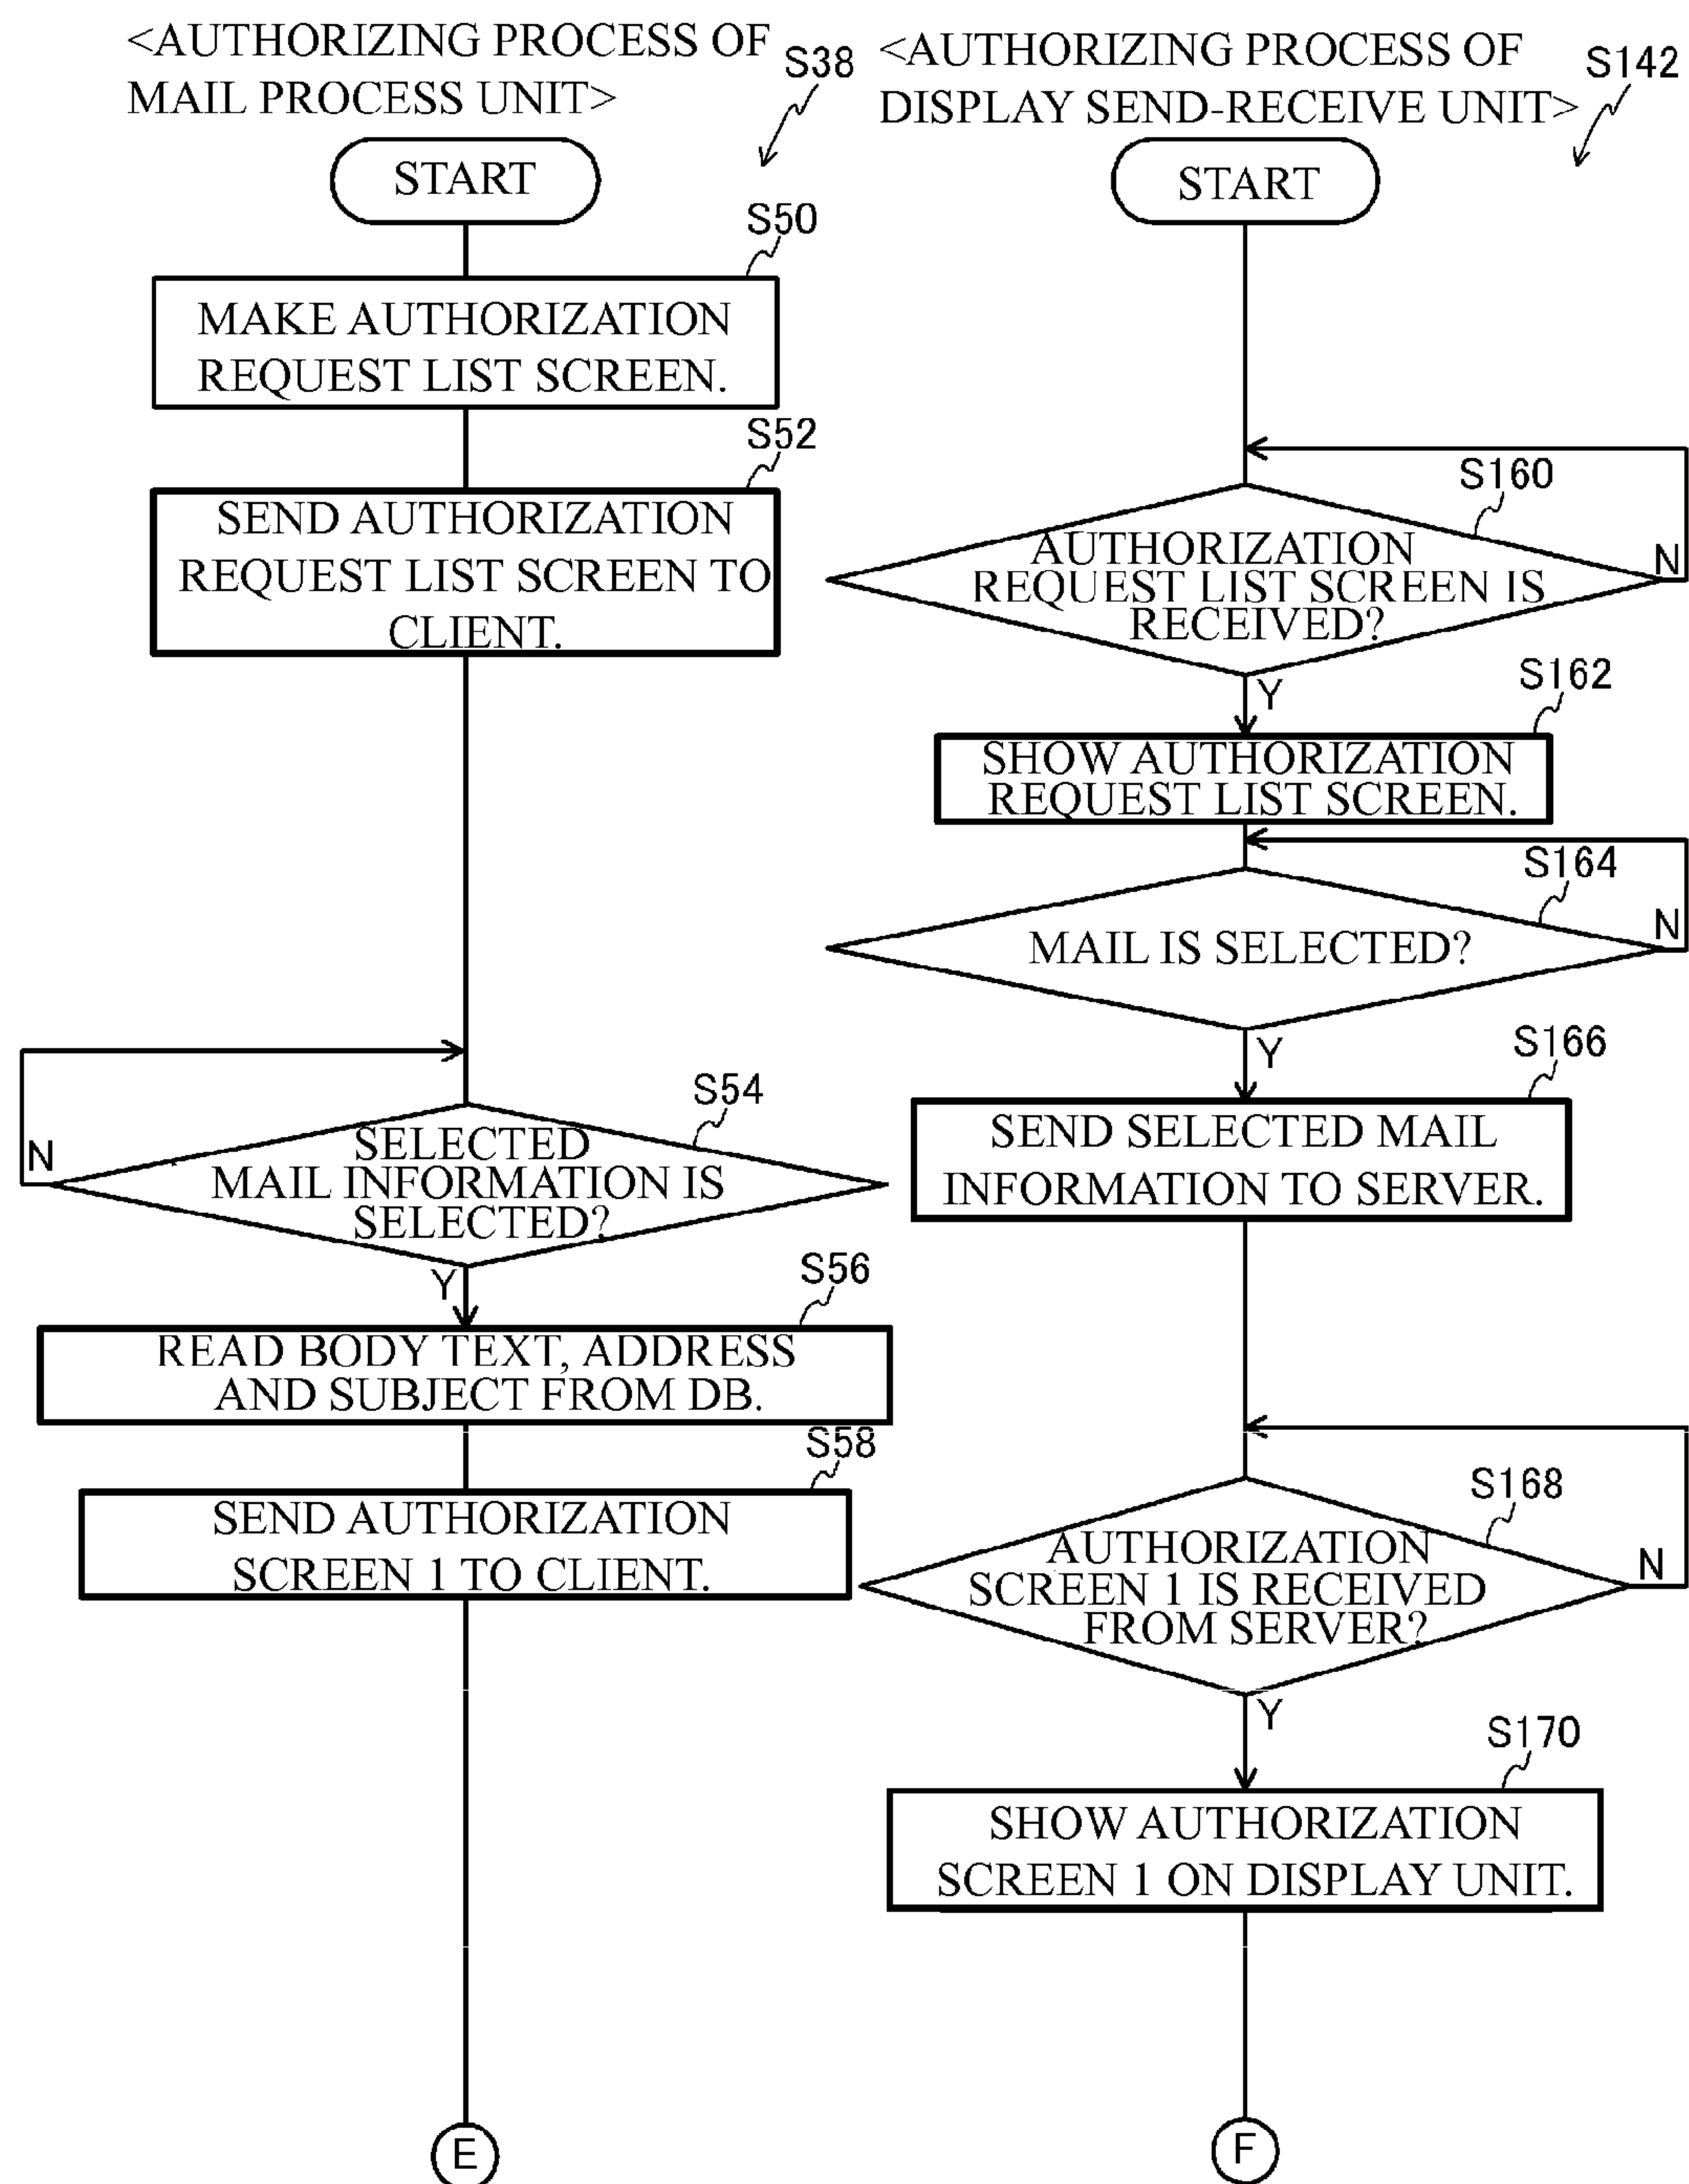 <AUTHORIZING PROCESS OF
MAIL PROCESS UNIT>
S38
START
S50
MAKE AUTHORIZATION
REQUEST LIST SCREEN.
S52
SEND AUTHORIZATION
REQUEST LIST SCREEN TO
CLIENT.
S54
SELECTED
MAIL INFORMATION IS
SELECTED?
N
Y
S56
READ BODY TEXT, ADDRESS
AND SUBJECT FROM DB.
S58
SEND AUTHORIZATION
SCREEN 1 TO CLIENT.
E
<AUTHORIZING PROCESS OF
DISPLAY SEND-RECEIVE UNIT>
S142
START
S160
AUTHORIZATION
REQUEST LIST SCREEN IS
RECEIVED?
N
Y
S162
SHOW AUTHORIZATION
REQUEST LIST SCREEN.
S164
MAIL IS SELECTED?
N
Y
S166
SEND SELECTED MAIL
INFORMATION TO SERVER.
S168
AUTHORIZATION
SCREEN 1 IS RECEIVED
FROM SERVER?
N
Y
S170
SHOW AUTHORIZATION
SCREEN 1 ON DISPLAY UNIT.
F